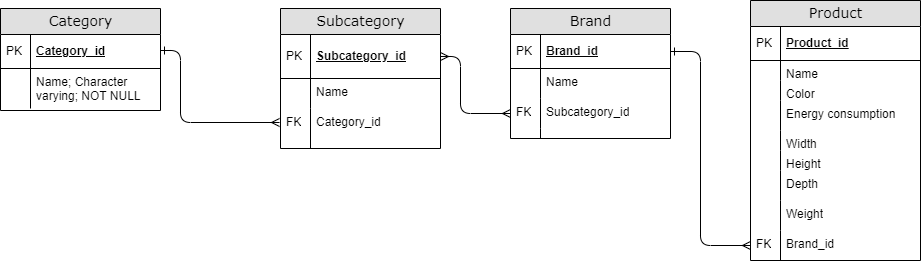 Category
PK Category_id
Name; Character
varying; NOT NULL
Subcategory
PK Subcategory_id
Name
FK Category_id
Brand
PK Brand_id
Name
FK Subcategory_id
Product
PK Product_id
Name
Color
Energy consumption
Width
Height
Depth
Weight
FK Brand_id